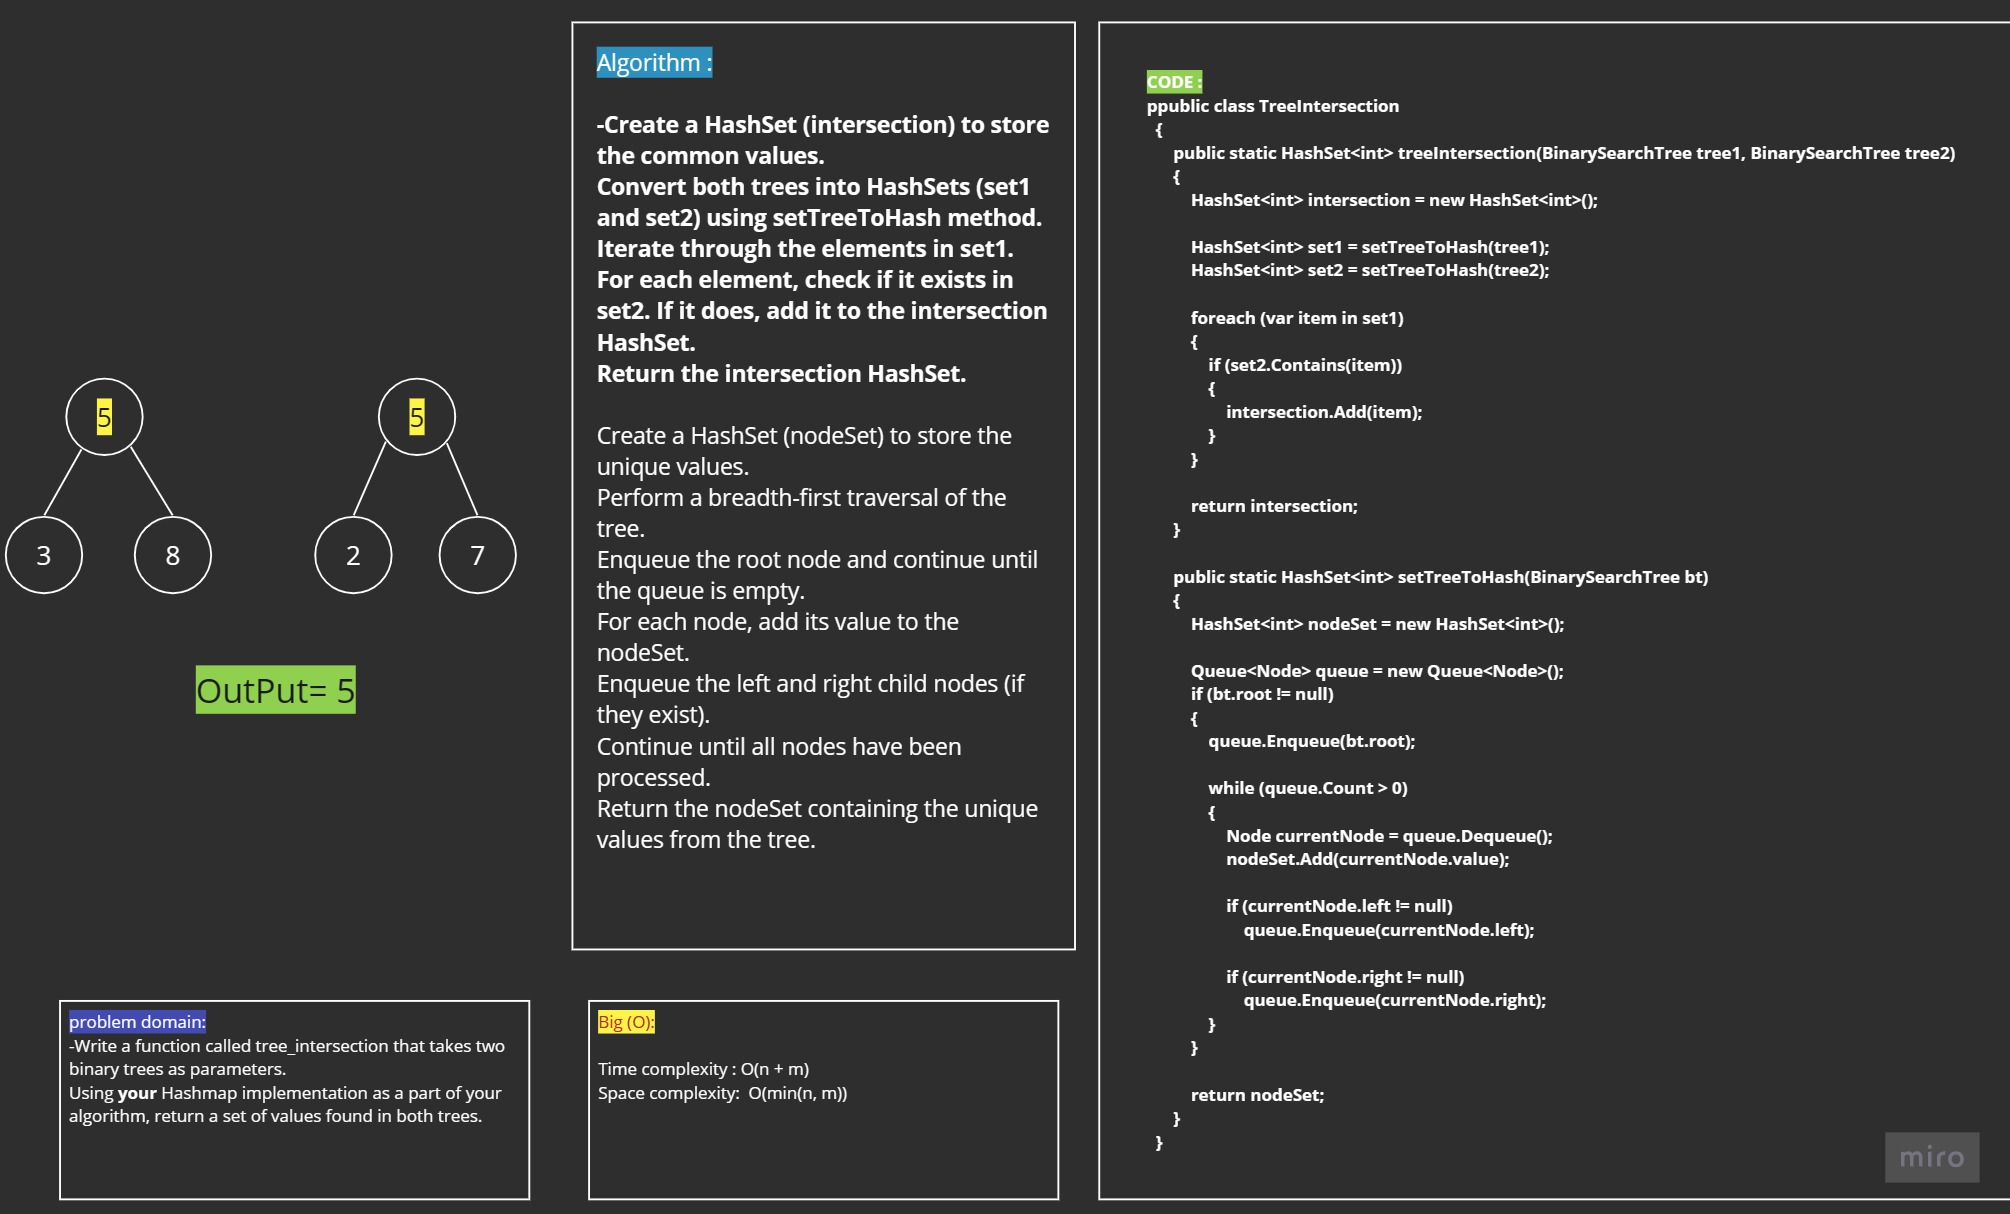 5
5
3
8
2
7
OutPut= 5
problem domain:
-Write a function called tree_intersection that takes two
binary trees as parameters.
Using your Hashmap implementation as a part of your
algorithm, return a set of values found in both trees.
Algorithm :
-Create a HashSet (intersection) to store
the common values.
Convert both trees into HashSets (set1
and set2) using setTreeToHash method.
Iterate through the elements in set1.
For each element, check if it exists in
set2. If it does, add it to the intersection
HashSet.
Return the intersection HashSet.
Create a HashSet (nodeSet) to store the
unique values.
Perform a breadth-first traversal of the
tree.
Enqueue the root node and continue until
the queue is empty.
For each node, add its value to the
nodeSet.
Enqueue the left and right child nodes (if
they exist).
Continue until all nodes have been
processed.
Return the nodeSet containing the unique
values from the tree.
Big (O):
Time complexity : O(n + m)
Space complexity:  O(min(n, m))
CODE :
ppublic class TreeIntersection
{
public static HashSet<int> treeIntersection(BinarySearchTree tree1, BinarySearchTree tree2)
{
HashSet<int> intersection = new HashSet<int>();
HashSet<int> set1 = setTreeToHash(tree1);
HashSet<int> set2 = setTreeToHash(tree2);
foreach (var item in set1)
{
if (set2.Contains(item))
{
intersection.Add(item);
}
}
return intersection;
}
public static HashSet<int> setTreeToHash(BinarySearchTree bt)
{
HashSet<int> nodeSet = new HashSet<int>();
Queue<Node> queue = new Queue<Node>();
if (bt.root != null)
{
queue.Enqueue(bt.root);
while (queue.Count > 0)
{
Node currentNode = queue.Dequeue();
nodeSet.Add(currentNode.value);
if (currentNode.left != null)
queue.Enqueue(currentNode.left);
if (currentNode.right != null)
queue.Enqueue(currentNode.right);
}
}
return nodeSet;
}
}
miro